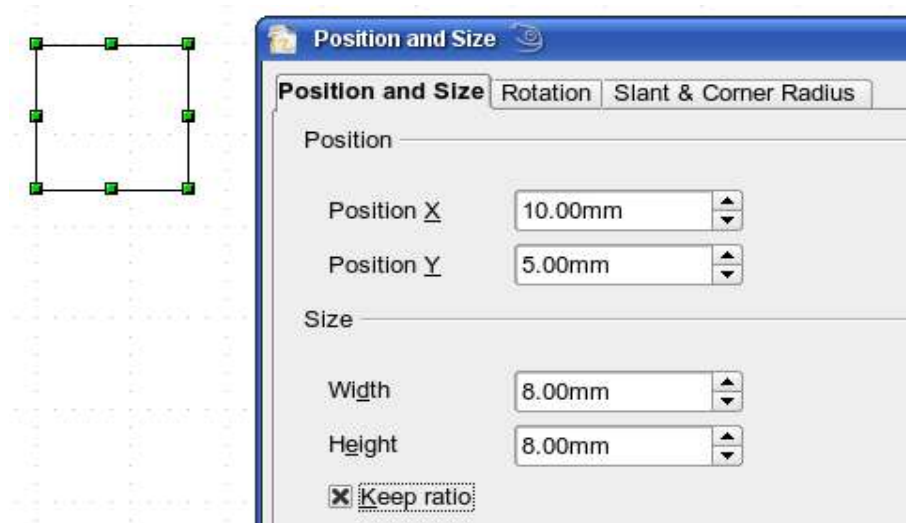 Position and Size
Position and Size Rotation Slant & Corner Radius
Position
Position X 10.00mm
Position Y 5.00mm
Size
Width 8.00mm
Height 8.00mm
Keep ratio